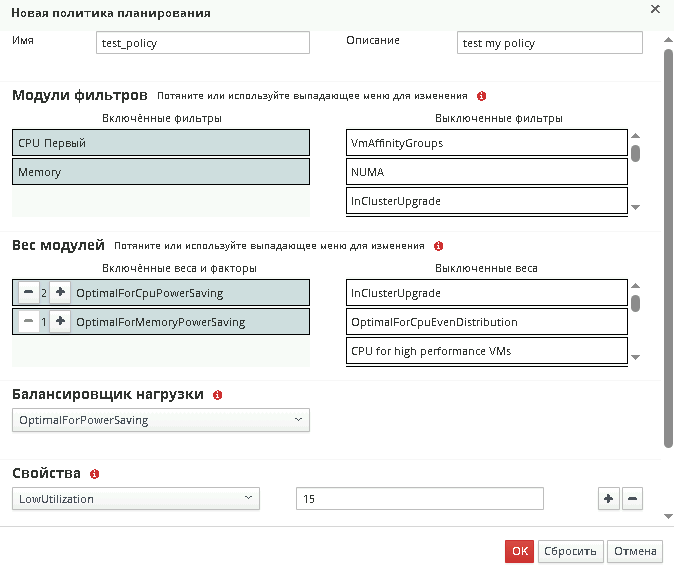 Новая политика планирования
Имя test_policy Описание test my policy
Модули фильтров Потяните или используйте выпадающее меню для изменения
Включённые фильтры Выключенные фильтры
CPU Первый VmAffinityGroups
Memory NUMA
InClusterUpgrade
Вес модулей Потяните или используйте выпадающее меню для изменения
Включённые веса и факторы Выключенные веса
2 OptimalForCpuPowerSaving InClusterUpgrade
1 OptimalForMemoryPowerSaving OptimalForCpuEvenDistribution
CPU for high performance VMs
Балансировщик нагрузки
OptimalForPowerSaving
Свойства
LowUtilization 15
OK Сбросить Отмена